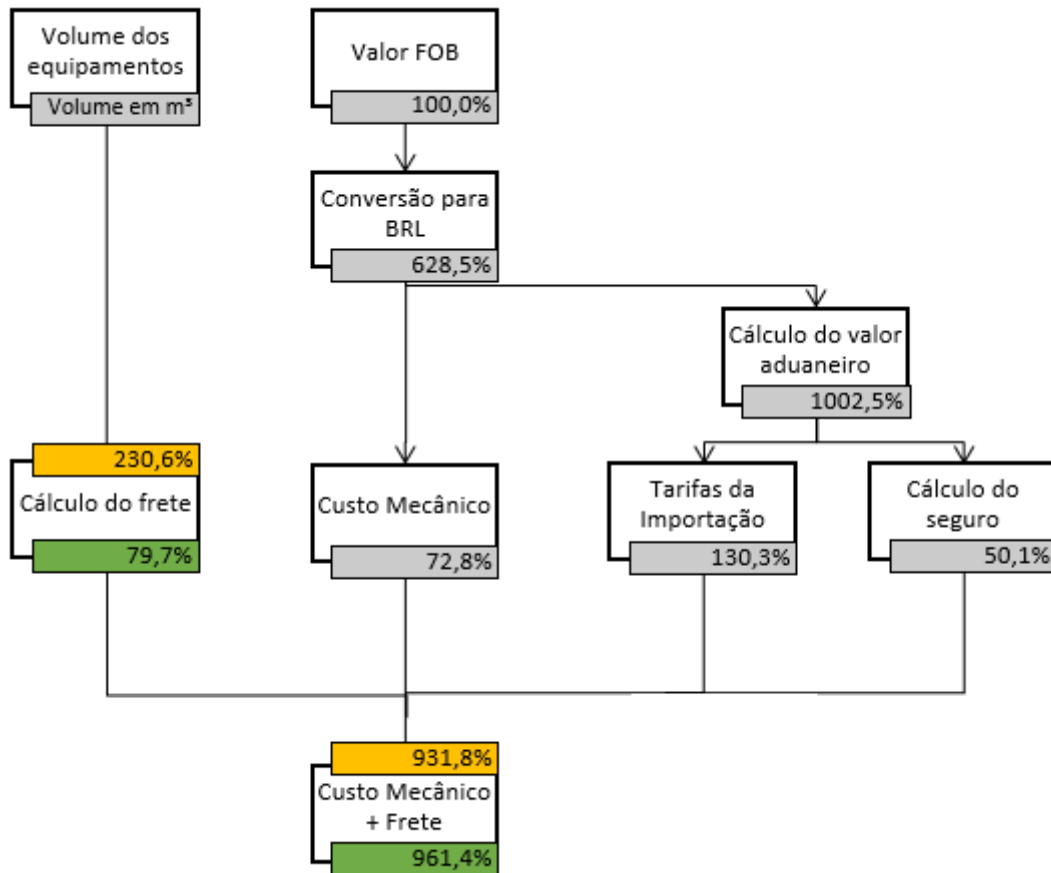 Volume dos
equipamentos
Volume em m³
Valor FOB
100,0%
Conversão para
BRL
628,5%
Cálculo do valor
aduaneiro
1002,5%
230,6%
Cálculo do frete
79,7%
Custo Mecânico
72,8%
Tarifas da
Importação
130,3%
Cálculo do
seguro
50,1%
931,8%
Custo Mecânico
+ Frete
961,4%